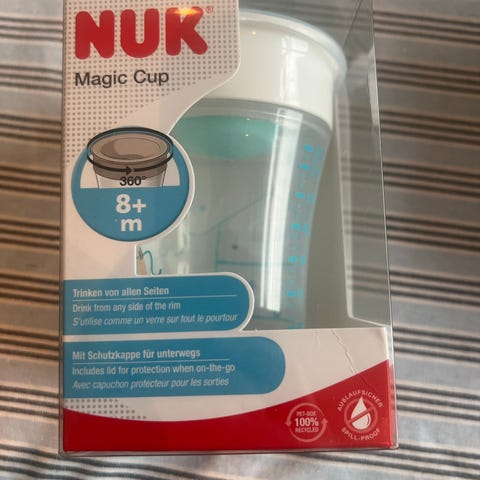 NUK®
Magic Cup
360°
8+
m
Trinken von allen Seiten
Drink from any side of the rim
S'utilise comme un verre sur tout le pourtour
Mit Schutzkappe für unterwegs
Includes lid for protection when on-the-go
Avec capuchon protecteur pour les sorties
PET-BOX
100%
RECYCLED
AUSLAUFSICHER
SPILL-PROOF